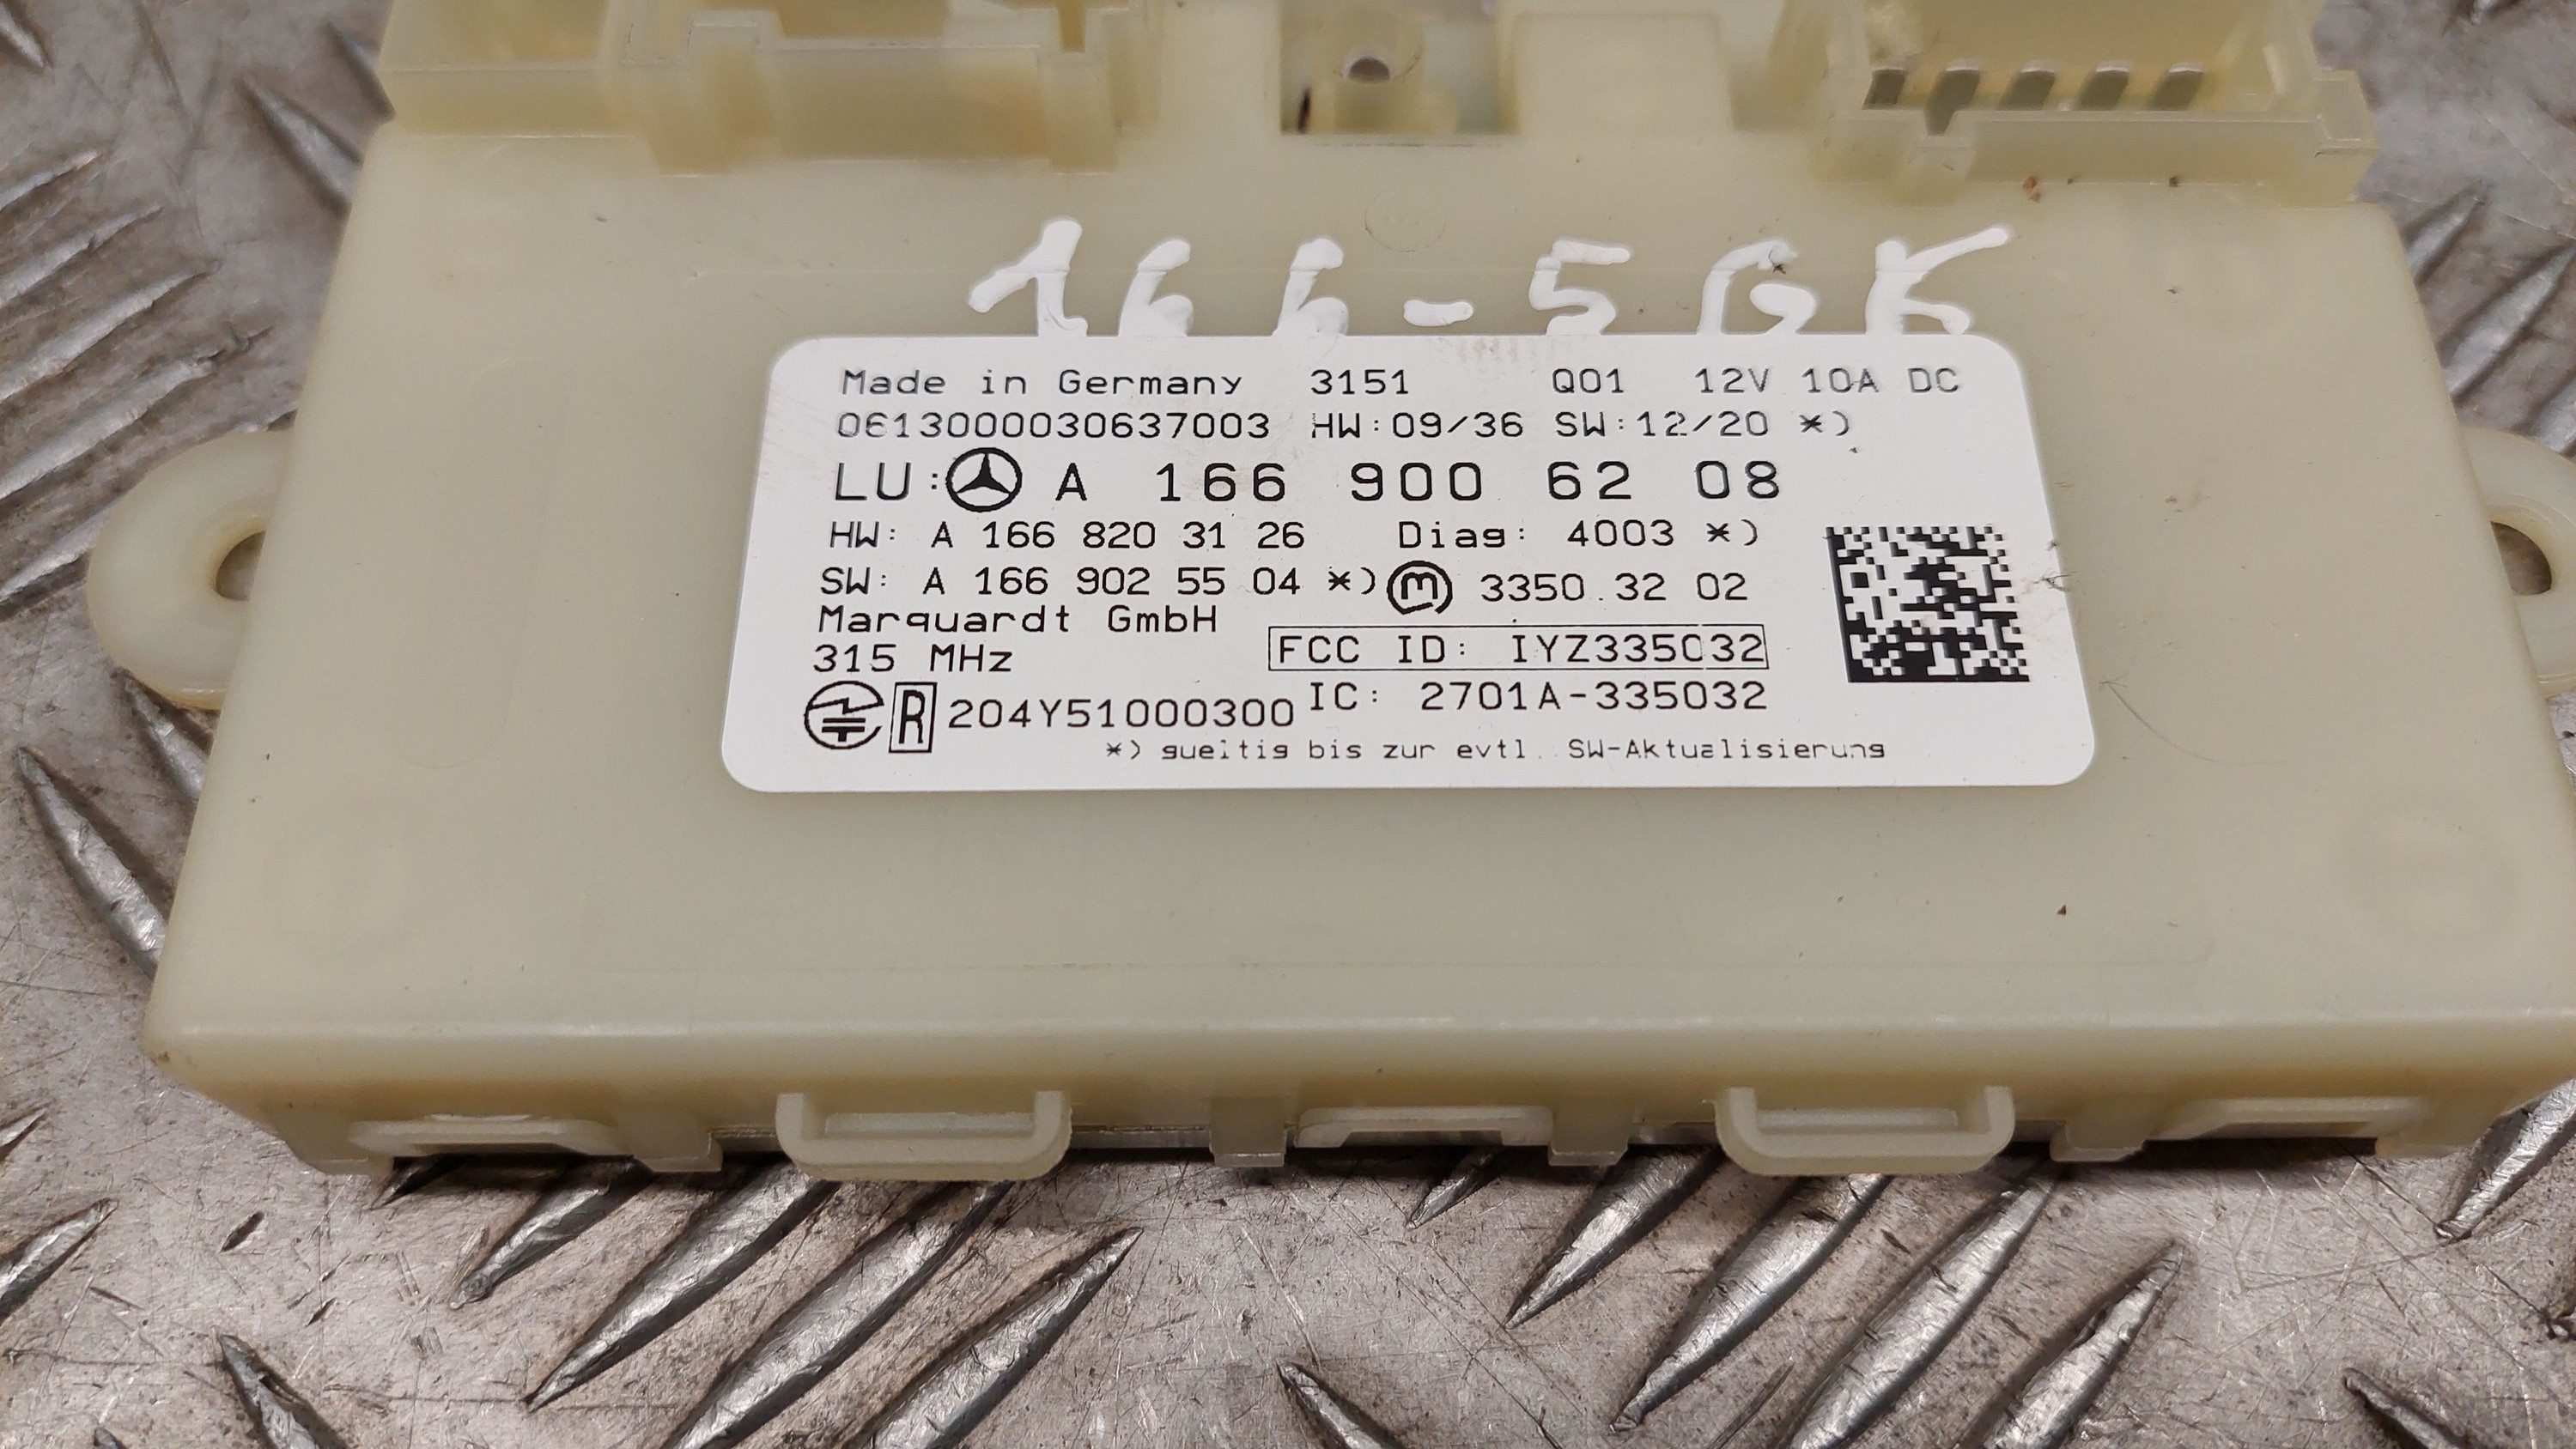 166-5GK
Made in Germany 3151 Q01 12V 10A DC
0613000030637003 HW:09/36 SW:12/20 *)
LU: A 166 900 62 08
HW: A 166 820 31 26 Diag: 4003 *)
SW: A 166 902 55 04 *) m 3350.32 02
Marquardt GmbH
315 MHz FCC ID: IYZ335032
R 204Y51000300 IC: 2701A-335032
*) gueltig bis zur evtl. SW-Aktualisierung